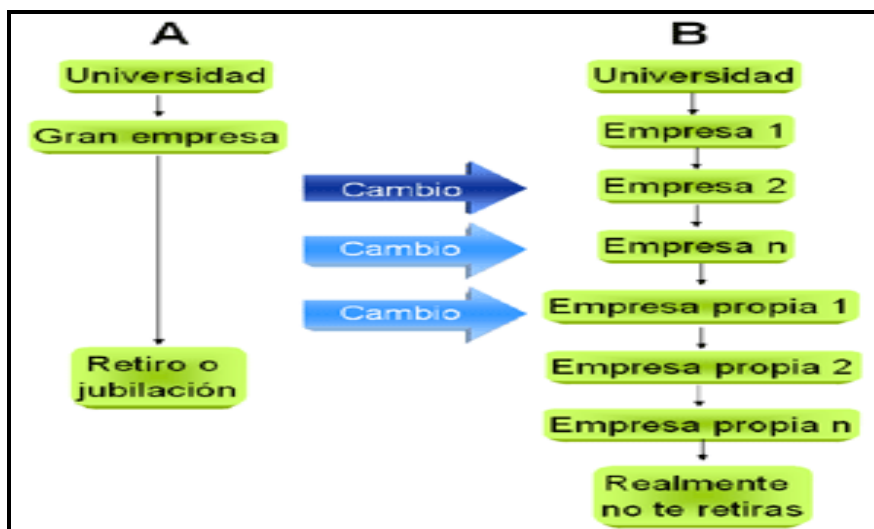 A
Universidad
Gran empresa
Retiro o
jubilación
Cambio
Cambio
Cambio
B
Universidad
Empresa 1
Empresa 2
Empresa n
Empresa propia 1
Empresa propia 2
Empresa propia n
Realmente
no te retiras